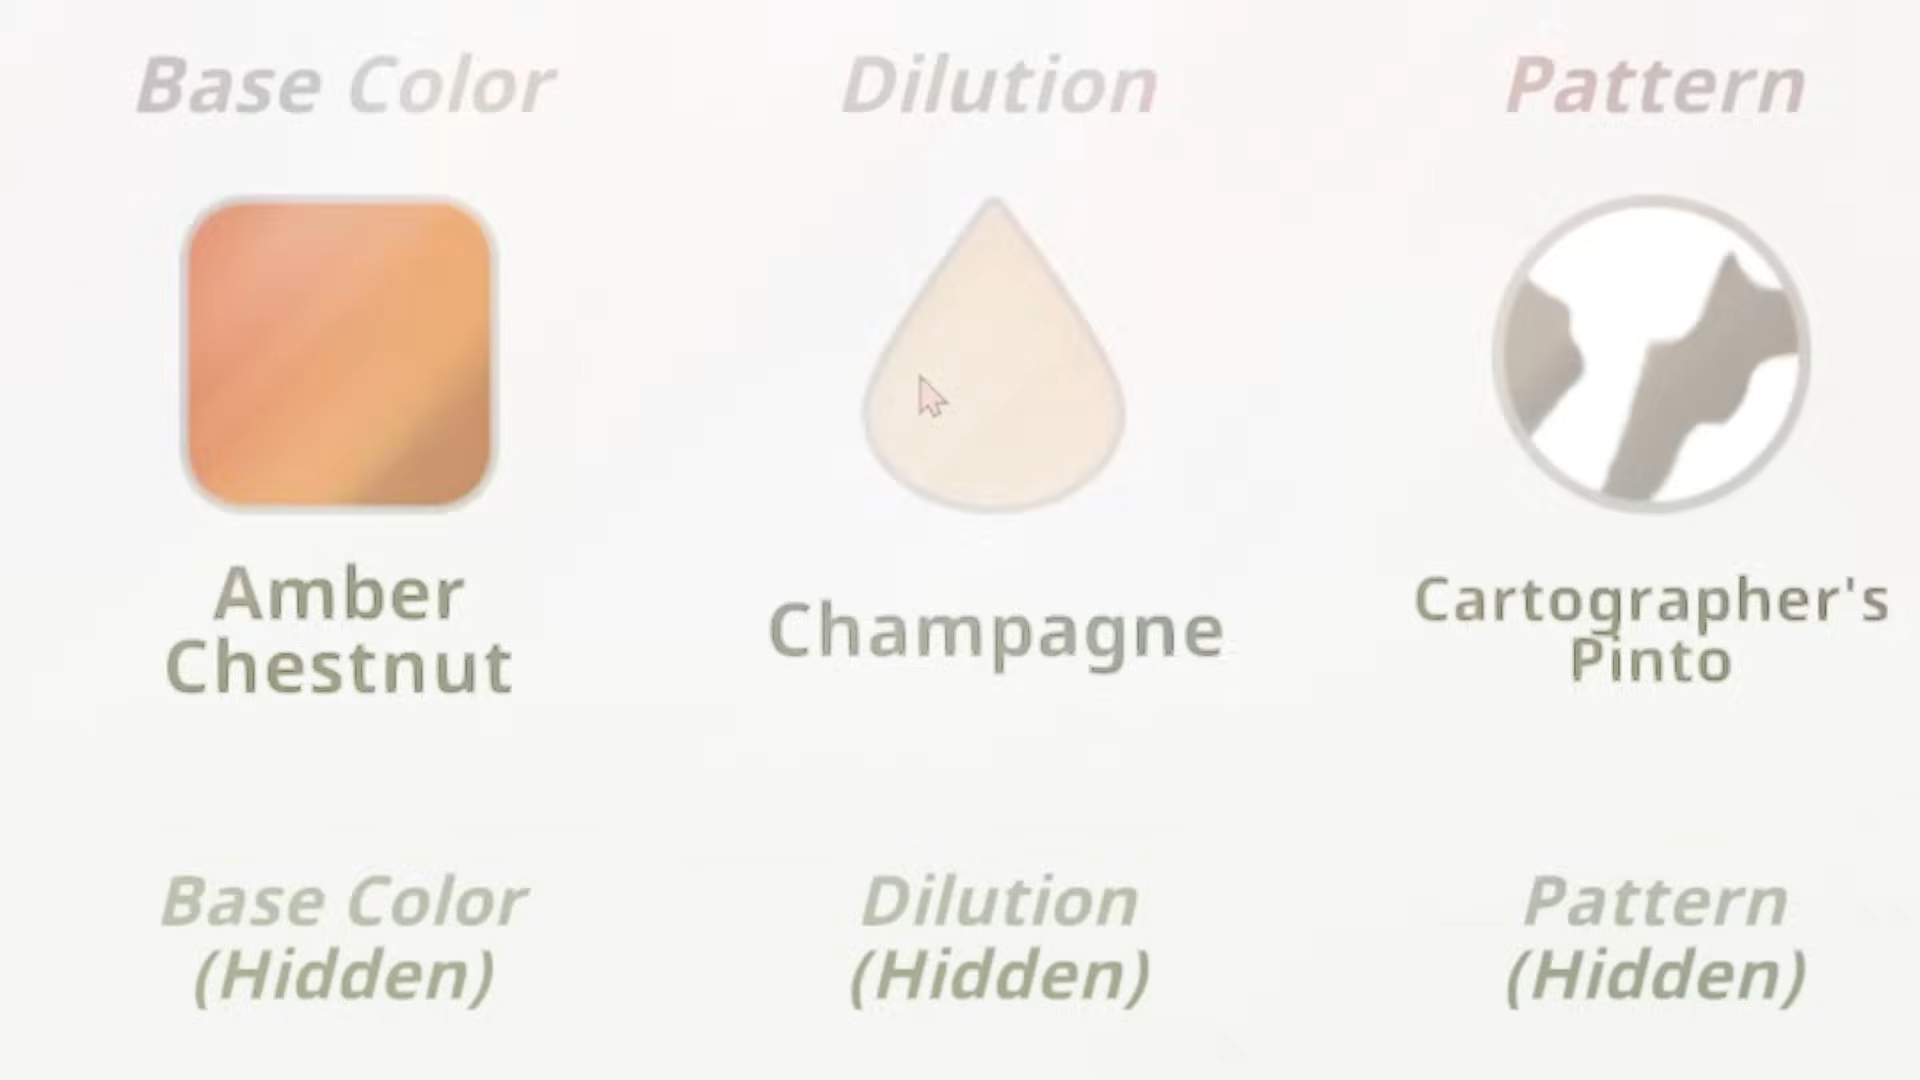 Base Color
Dilution
Pattern
Amber
Chestnut
Champagne
Cartographer's
Pinto
Base Color
(Hidden)
Dilution
(Hidden)
Pattern
(Hidden)